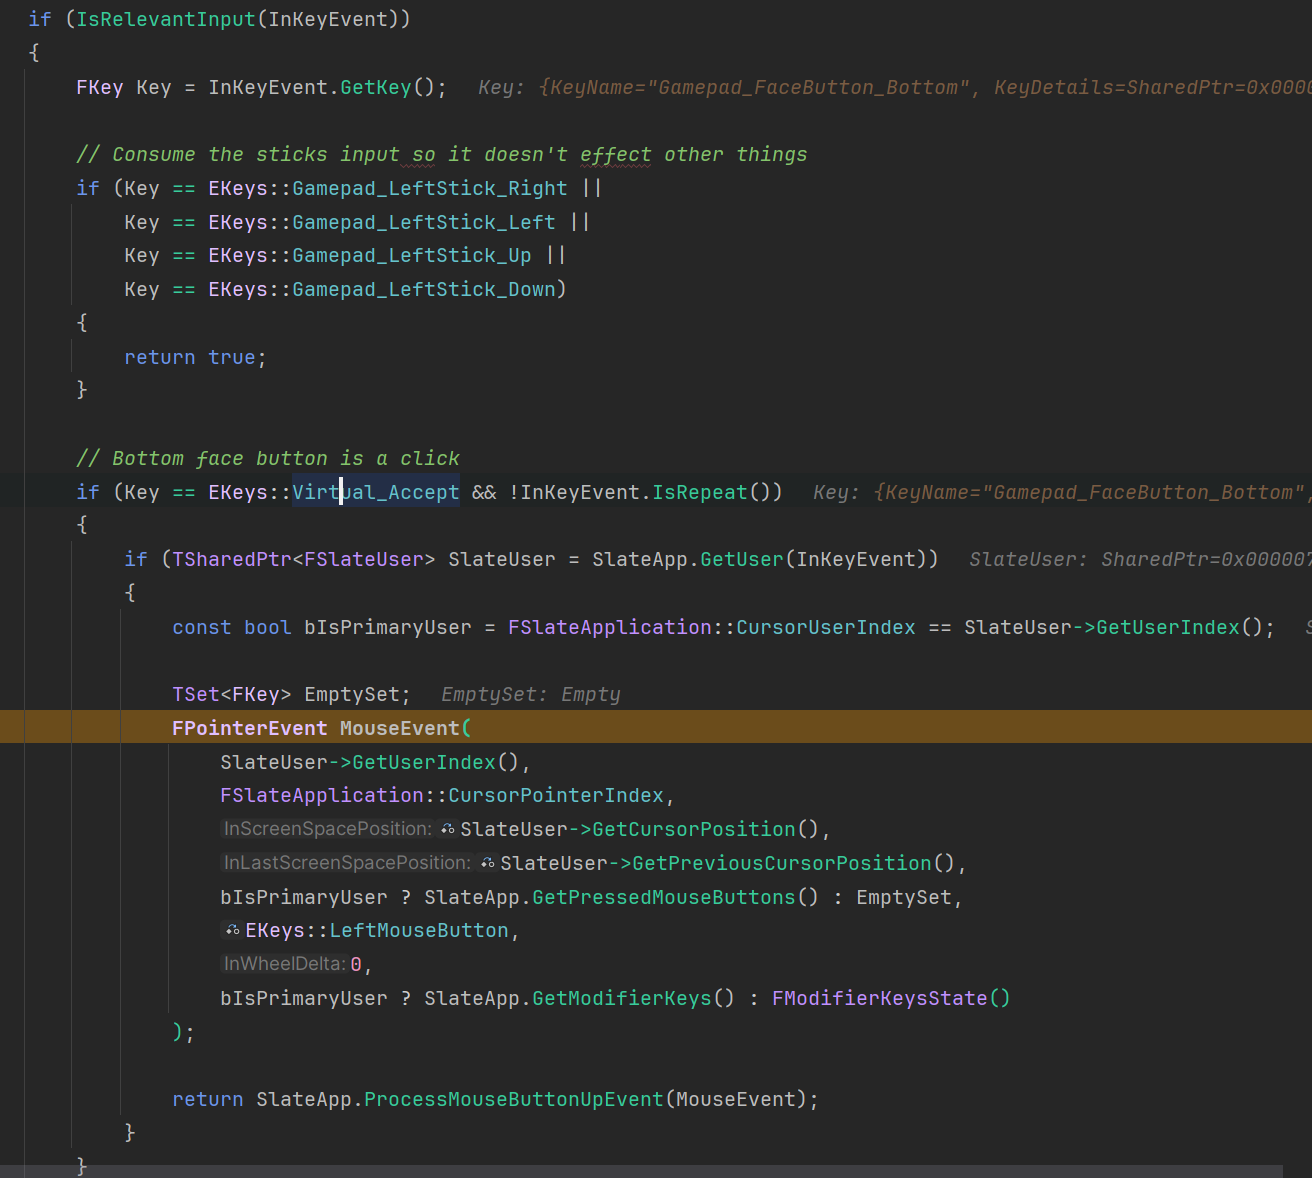 if (IsRelevantInput(InKeyEvent))
{
FKey Key = InKeyEvent.GetKey(); Key: {KeyName="Gamepad_FaceButton_Bottom", KeyDetails=SharedPtr=0x0000
// Consume the sticks input so it doesn't effect other things
if (Key == EKeys::Gamepad_LeftStick_Right ||
Key == EKeys::Gamepad_LeftStick_Left ||
Key == EKeys::Gamepad_LeftStick_Up ||
Key == EKeys::Gamepad_LeftStick_Down)
{
return true;
}
// Bottom face button is a click
if (Key == EKeys::Virtual_Accept && !InKeyEvent.IsRepeat()) Key: {KeyName="Gamepad_FaceButton_Bottom",
{
if (TSharedPtr<FSlateUser> SlateUser = SlateApp.GetUser(InKeyEvent)) SlateUser: SharedPtr=0x000007
{
const bool bIsPrimaryUser = FSlateApplication::CursorUserIndex == SlateUser->GetUserIndex();
TSet<FKey> EmptySet; EmptySet: Empty
FPointerEvent MouseEvent(
SlateUser->GetUserIndex(),
FSlateApplication::CursorPointerIndex,
InScreenSpacePosition: SlateUser->GetCursorPosition(),
InLastScreenSpacePosition: SlateUser->GetPreviousCursorPosition(),
bIsPrimaryUser ? SlateApp.GetPressedMouseButtons() : EmptySet,
EKeys::LeftMouseButton,
InWheelDelta: 0,
bIsPrimaryUser ? SlateApp.GetModifierKeys() : FModifierKeysState()
);
return SlateApp.ProcessMouseButtonUpEvent(MouseEvent);
}
}